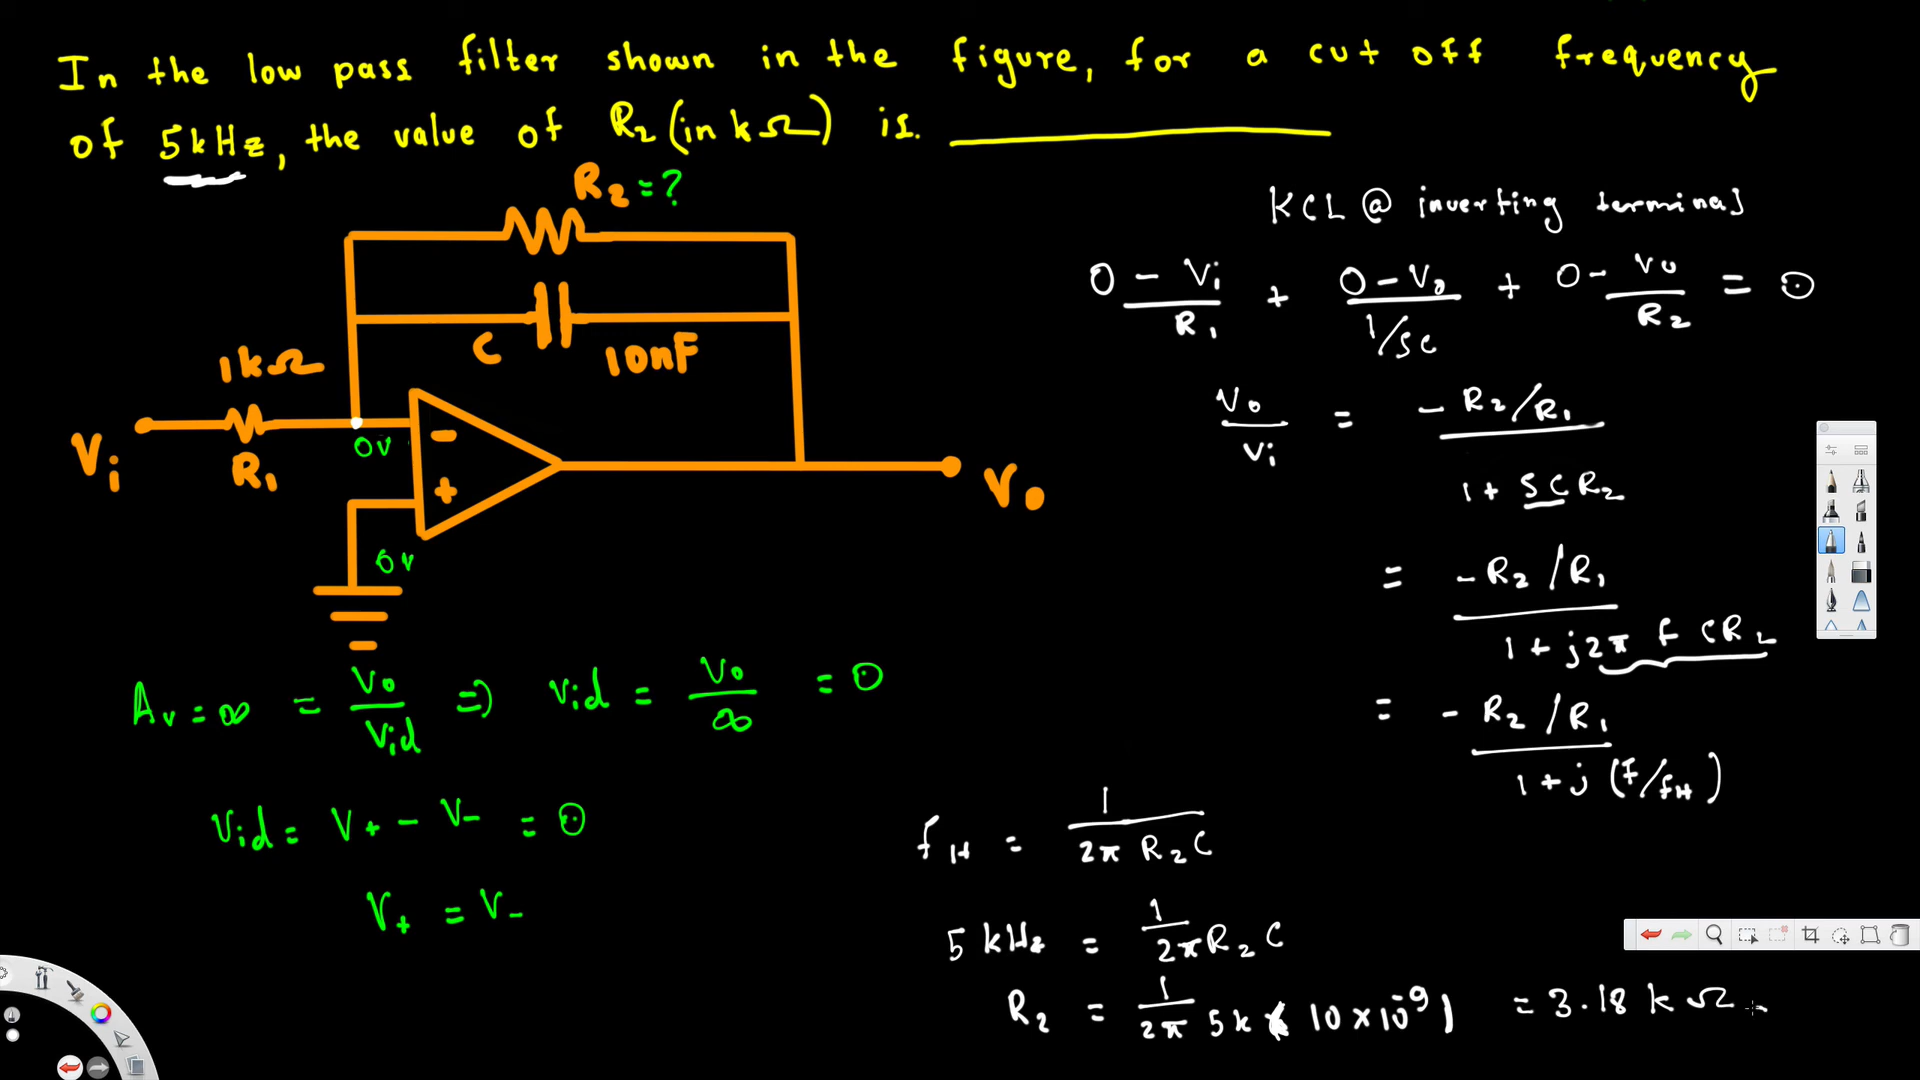 In the low pass filter shown in the figure, for a cut off frequency
of 5kHz, the value of R2 (in kΩ) is.
R2 = ?
C 10nF
1kΩ
Vi R1 0V
-
+
Vo
0V
KCL @ inverting terminal
0 - Vi / R1 + 0 - Vo / 1/SC + 0 - Vo / R2 = 0
Vo / Vi = - R2/R1 / 1 + SCR2
= - R2/R1 / 1 + j2π f CR2
= - R2/R1 / 1 + j (f/fH)
Av = ∞ = Vo / Vid => Vid = Vo / ∞ = 0
Vid = V+ - V- = 0
V+ = V-
fH = 1 / 2π R2C
5 kHz = 1 / 2π R2 C
R2 = 1 / 2π 5k (10 × 10^-9) = 3.18 kΩ